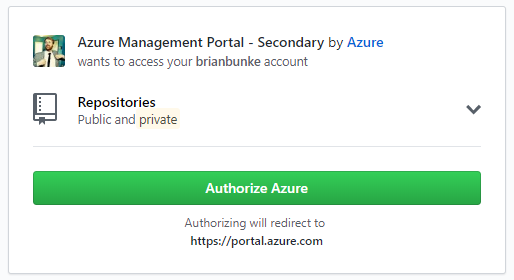 Azure Management Portal - Secondary by Azure
wants to access your brianbunke account
Repositories
Public and private
Authorize Azure
Authorizing will redirect to
https://portal.azure.com